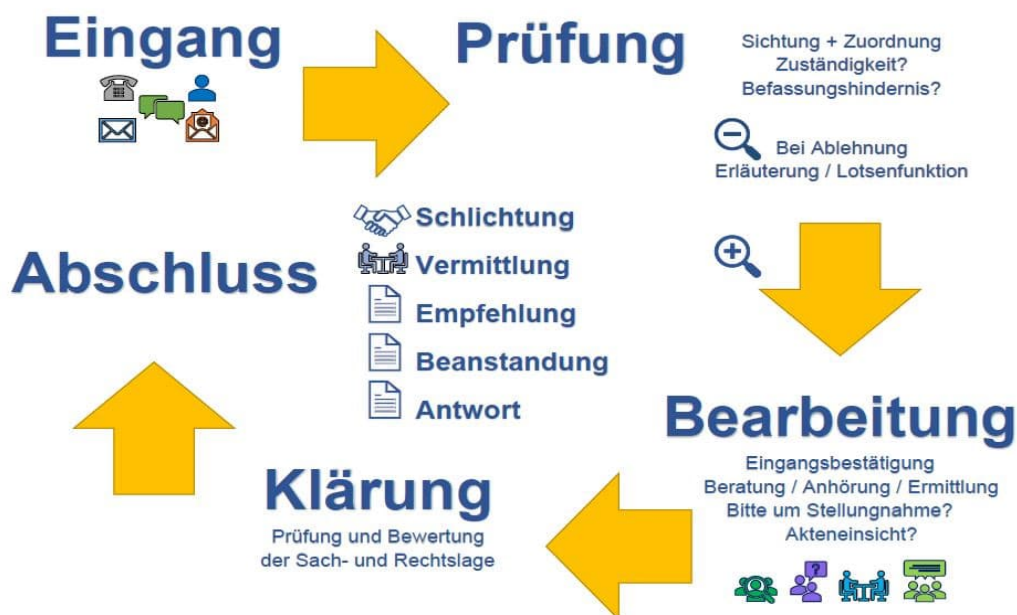 Eingang
Prüfung
Sichtung + Zuordnung
Zuständigkeit?
Befassungshindernis?
Bei Ablehnung
Erläuterung / Lotsenfunktion
Bearbeitung
Eingangsbestätigung
Beratung / Anhörung / Ermittlung
Bitte um Stellungnahme?
Akteneinsicht?
Klärung
Prüfung und Bewertung
der Sach- und Rechtslage
Abschluss
Schlichtung
Vermittlung
Empfehlung
Beanstandung
Antwort